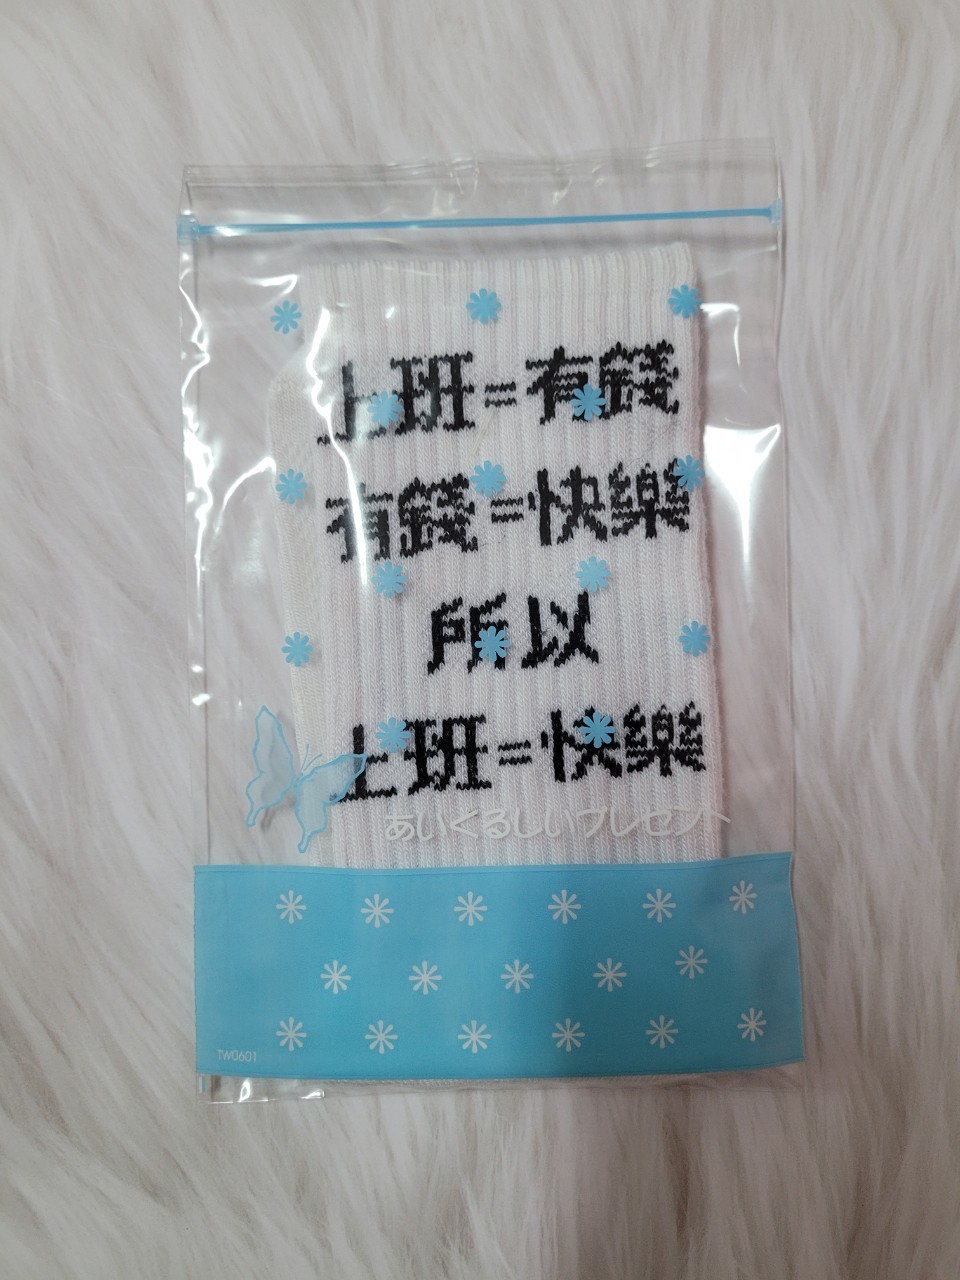 上班=有錢
有錢=快樂
所以
上班=快樂
あいくるしいプレゼント
TW0601